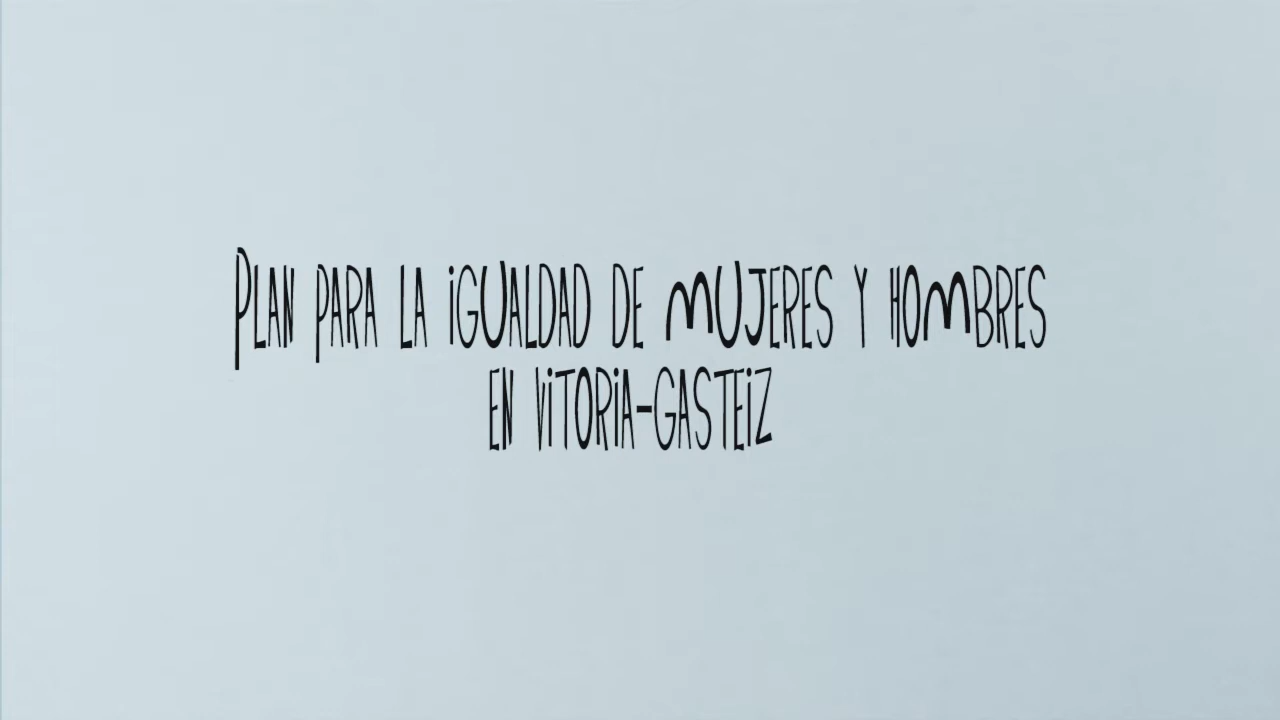 PLAN PARA LA iGUALDAD DE MUJERES Y HOMBRES
EN ViTORiA-GASTEiZ